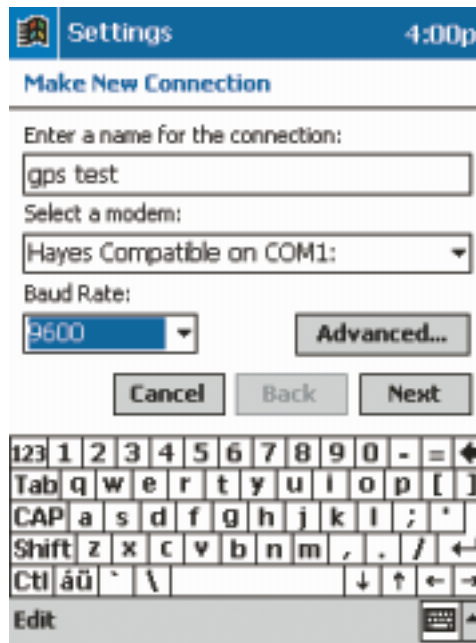 Settings 4:00p
Make New Connection
Enter a name for the connection:
gps test
Select a modem:
Hayes Compatible on COM1:
Baud Rate:
9600 Advanced...
Cancel Back Next
123 1 2 3 4 5 6 7 8 9 0 - = ←
Tab q w e r t y u i o p [ ]
CAP a s d f g h j k l ; '
Shift z x c v b n m , . / ↵
Ctl áü ` \ ↓ ↑ ← →
Edit